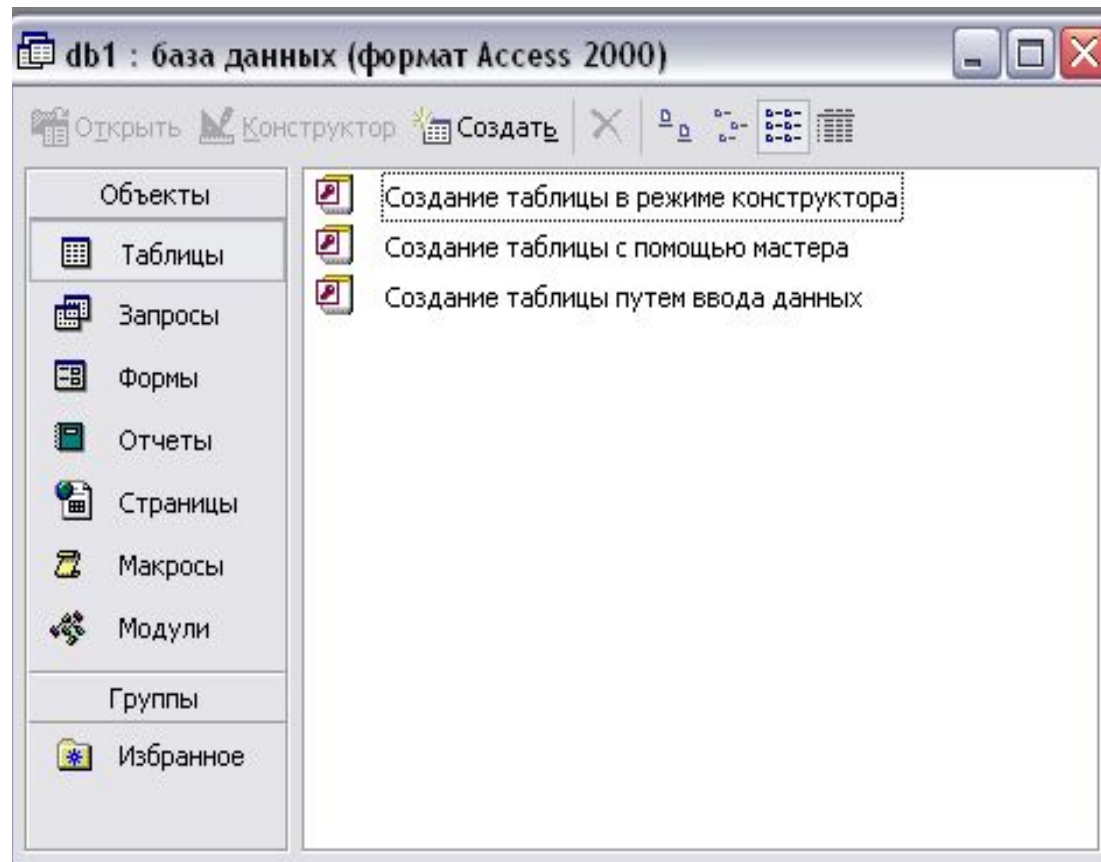 db1 : база данных (формат Access 2000)
Открыть Конструктор Создать
Объекты
Таблицы
Запросы
Формы
Отчеты
Страницы
Макросы
Модули
Группы
Избранное
Создание таблицы в режиме конструктора
Создание таблицы с помощью мастера
Создание таблицы путем ввода данных